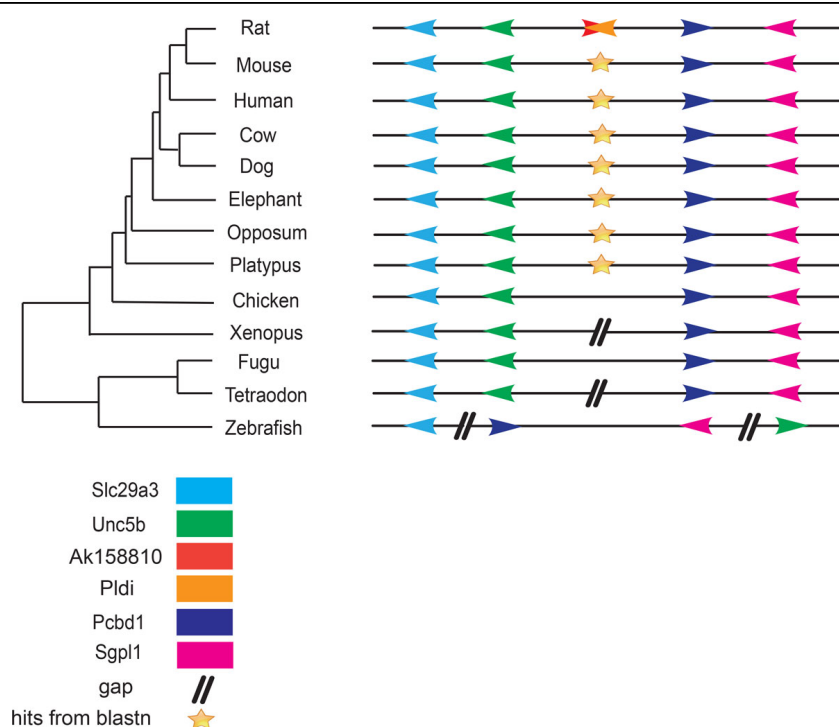 Rat
Mouse
Human
Cow
Dog
Elephant
Opposum
Platypus
Chicken
Xenopus
Fugu
Tetraodon
Zebrafish
Slc29a3
Unc5b
Ak158810
Pldi
Pcbd1
Sgpl1
gap
hits from blastn